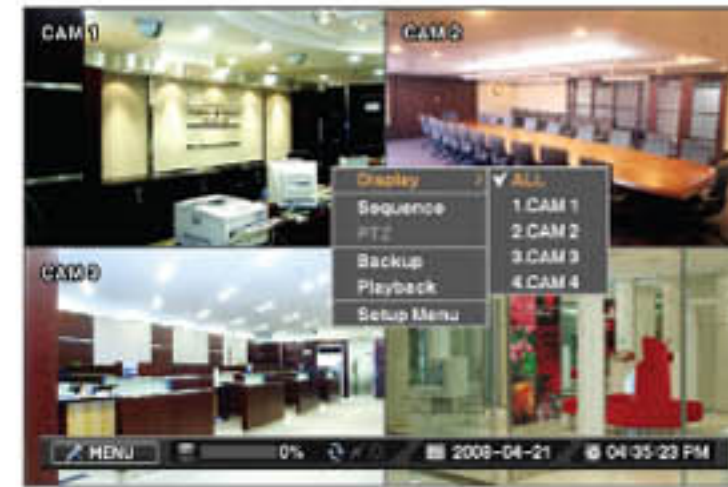 CAM 1
CAM 2
Display
Sequence
PTZ
Backup
Playback
Setup Menu
ALL
1.CAM 1
2.CAM 2
3.CAM 3
4.CAM 4
CAM 3
MENU 0% 2008-04-21 04:35:23 PM